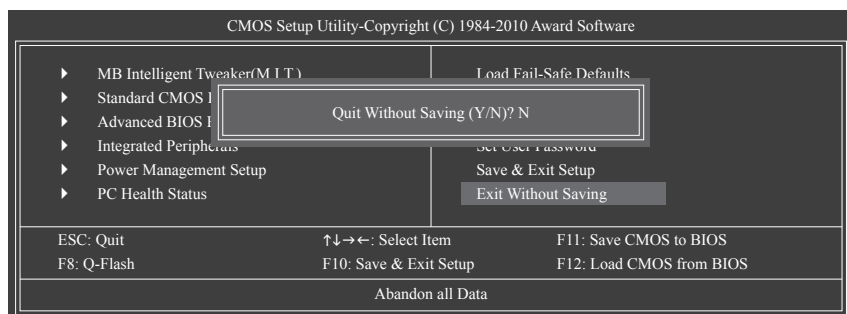 CMOS Setup Utility-Copyright (C) 1984-2010 Award Software
MB Intelligent Tweaker(M.I.T.)
Standard CMOS
Advanced BIOS
Integrated Peripherals
Power Management Setup
PC Health Status
Load Fail-Safe Defaults
Set User Password
Save & Exit Setup
Exit Without Saving
Quit Without Saving (Y/N)? N
ESC: Quit
↑↓→←: Select Item
F11: Save CMOS to BIOS
F8: Q-Flash
F10: Save & Exit Setup
F12: Load CMOS from BIOS
Abandon all Data